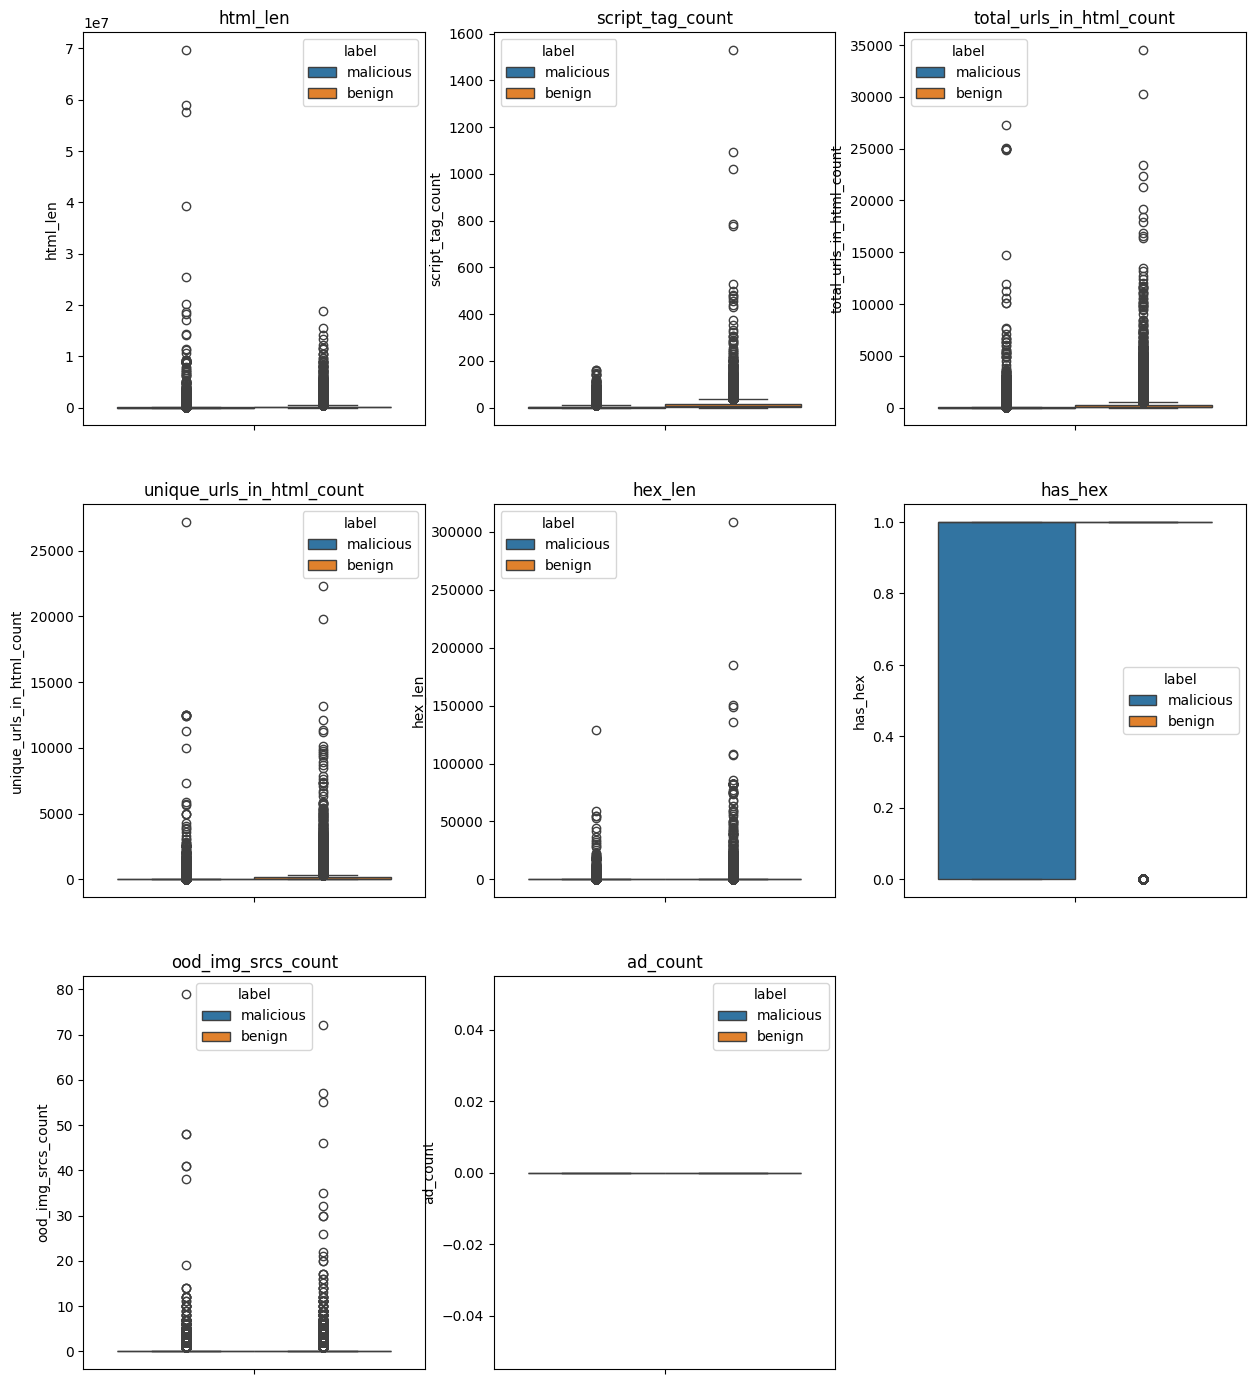 html_len
1e7
html_len
7
6
5
4
3
2
1
0
label
malicious
benign
script_tag_count
script_tag_count
1600
1400
1200
1000
800
600
400
200
0
label
malicious
benign
total_urls_in_html_count
total_urls_in_html_count
35000
30000
25000
20000
15000
10000
5000
0
label
malicious
benign
unique_urls_in_html_count
unique_urls_in_html_count
25000
20000
15000
10000
5000
0
label
malicious
benign
hex_len
hex_len
300000
250000
200000
150000
100000
50000
0
label
malicious
benign
has_hex
has_hex
1.0
0.8
0.6
0.4
0.2
0.0
label
malicious
benign
ood_img_srcs_count
ood_img_srcs_count
80
70
60
50
40
30
20
10
0
label
malicious
benign
ad_count
ad_count
0.04
0.02
0.00
−0.02
−0.04
label
malicious
benign